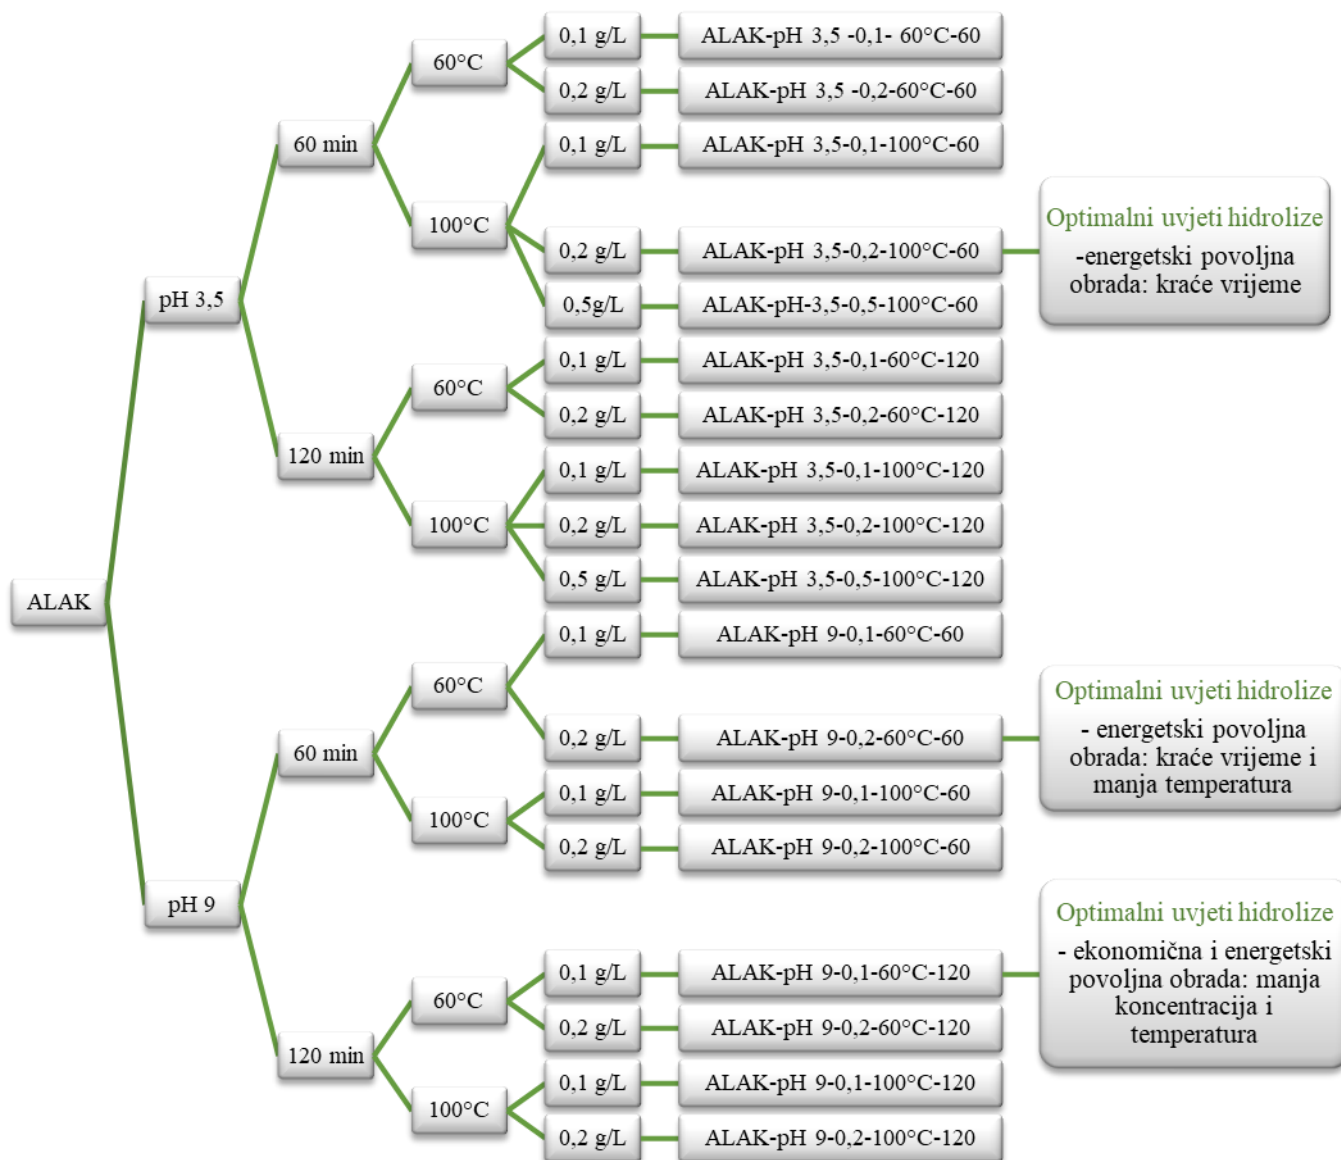 ALAK
pH 3,5
60 min
60°C
0,1 g/L
ALAK-pH 3,5 -0,1- 60°C-60
0,2 g/L
ALAK-pH 3,5 -0,2-60°C-60
100°C
0,1 g/L
ALAK-pH 3,5-0,1-100°C-60
0,2 g/L
ALAK-pH 3,5-0,2-100°C-60
Optimalni uvjeti hidrolize
-energetski povoljna
obrada: kraće vrijeme
0,5g/L
ALAK-pH-3,5-0,5-100°C-60
120 min
60°C
0,1 g/L
ALAK-pH 3,5-0,1-60°C-120
0,2 g/L
ALAK-pH 3,5-0,2-60°C-120
100°C
0,1 g/L
ALAK-pH 3,5-0,1-100°C-120
0,2 g/L
ALAK-pH 3,5-0,2-100°C-120
0,5 g/L
ALAK-pH 3,5-0,5-100°C-120
pH 9
60 min
60°C
0,1 g/L
ALAK-pH 9-0,1-60°C-60
0,2 g/L
ALAK-pH 9-0,2-60°C-60
Optimalni uvjeti hidrolize
- energetski povoljna
obrada: kraće vrijeme i
manja temperatura
100°C
0,1 g/L
ALAK-pH 9-0,1-100°C-60
0,2 g/L
ALAK-pH 9-0,2-100°C-60
120 min
60°C
0,1 g/L
ALAK-pH 9-0,1-60°C-120
Optimalni uvjeti hidrolize
- ekonomična i energetski
povoljna obrada: manja
koncentracija i
temperatura
0,2 g/L
ALAK-pH 9-0,2-60°C-120
100°C
0,1 g/L
ALAK-pH 9-0,1-100°C-120
0,2 g/L
ALAK-pH 9-0,2-100°C-120